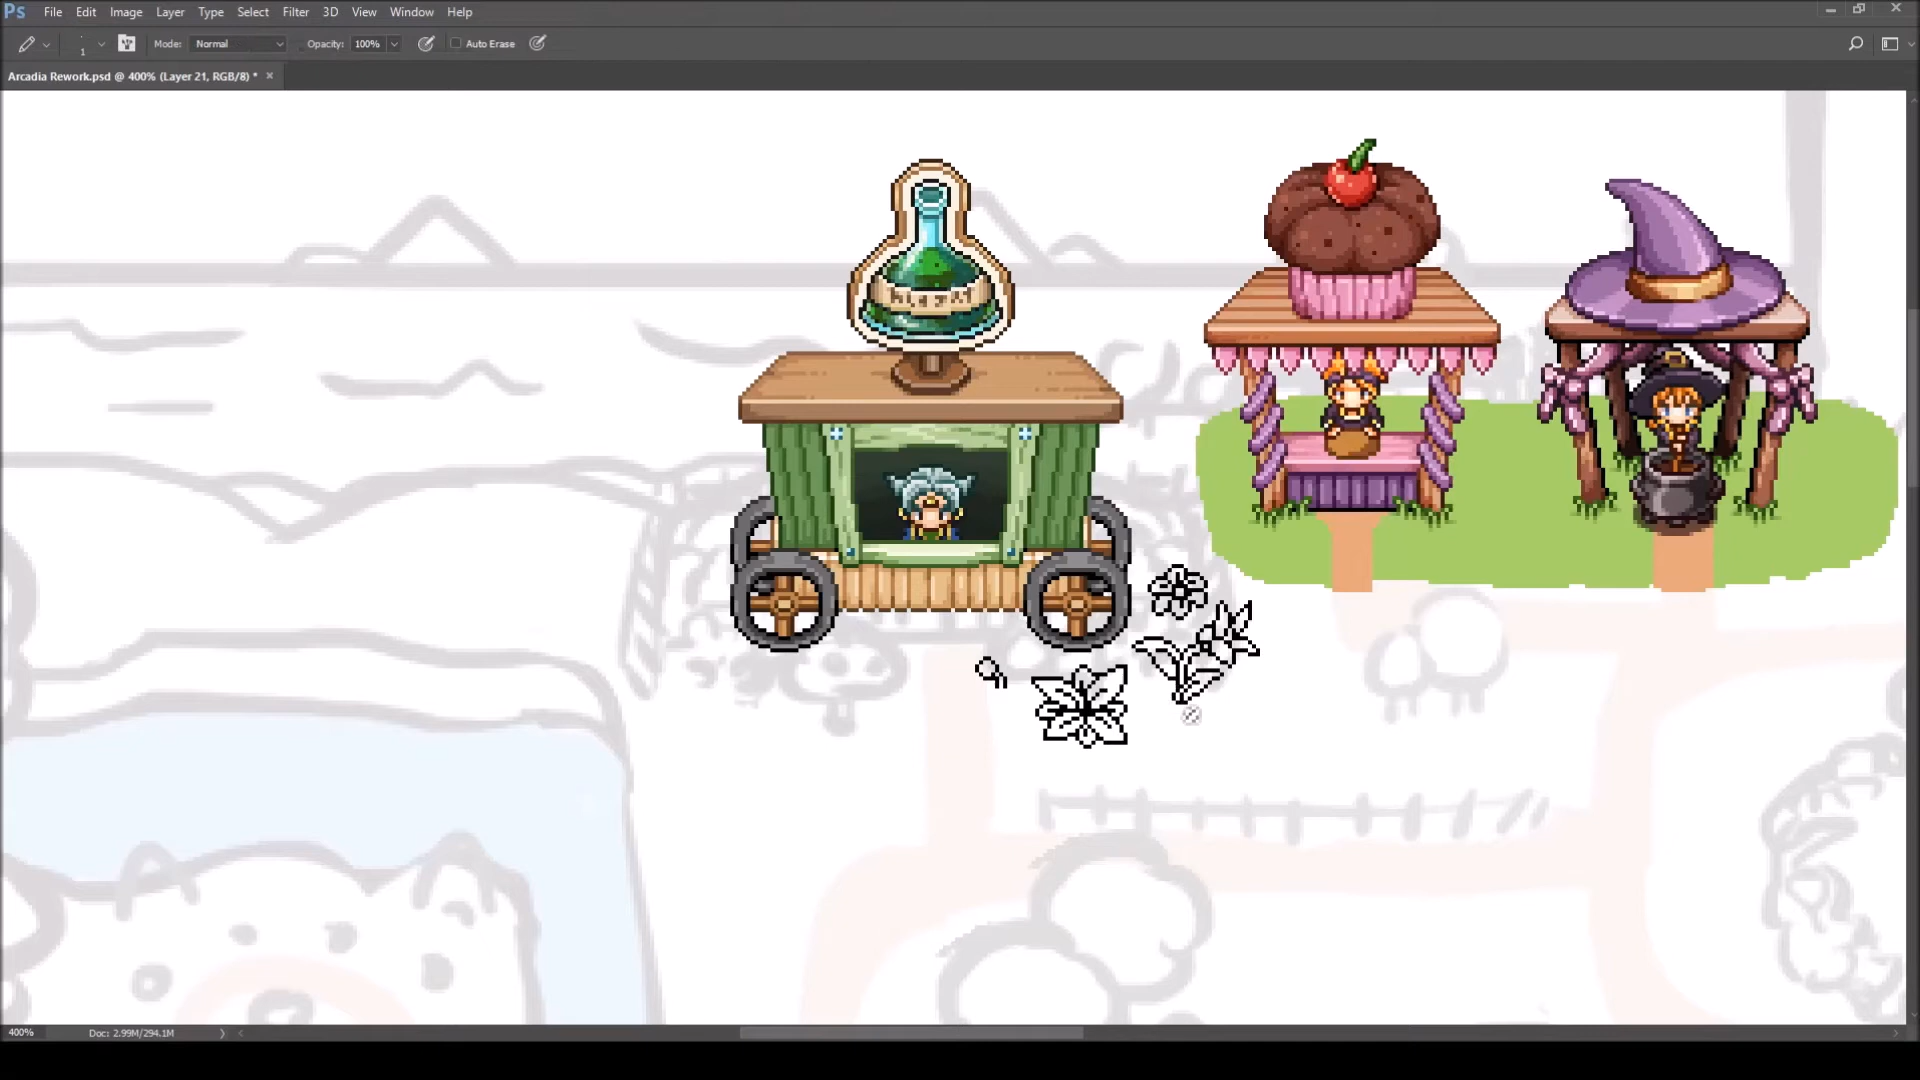 Ps File Edit Image Layer Type Select Filter 3D View Window Help
1 Mode: Normal Opacity: 100% Auto Erase
Arcadia Rework.psd @ 400% (Layer 21, RGB/8) *
400% Doc: 2.99M/294.1M